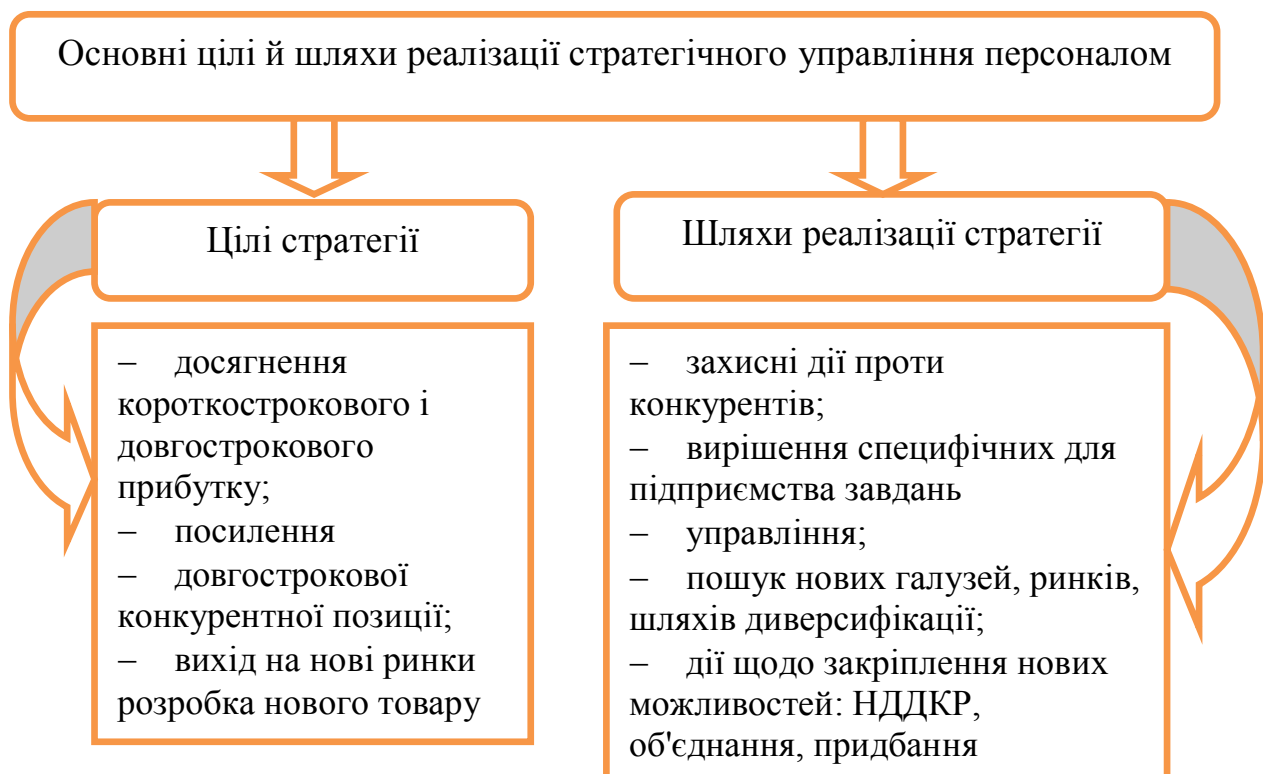 Основні цілі й шляхи реалізації стратегічного управління персоналом
Цілі стратегії
– досягнення
короткострокового і
довгострокового
прибутку;
– посилення
– довгострокової
конкурентної позиції;
– вихід на нові ринки
розробка нового товару
Шляхи реалізації стратегії
– захисні дії проти
конкурентів;
– вирішення специфічних для
підприємства завдань
– управління;
– пошук нових галузей, ринків,
шляхів диверсифікації;
– дії щодо закріплення нових
можливостей: НДДКР,
об'єднання, придбання